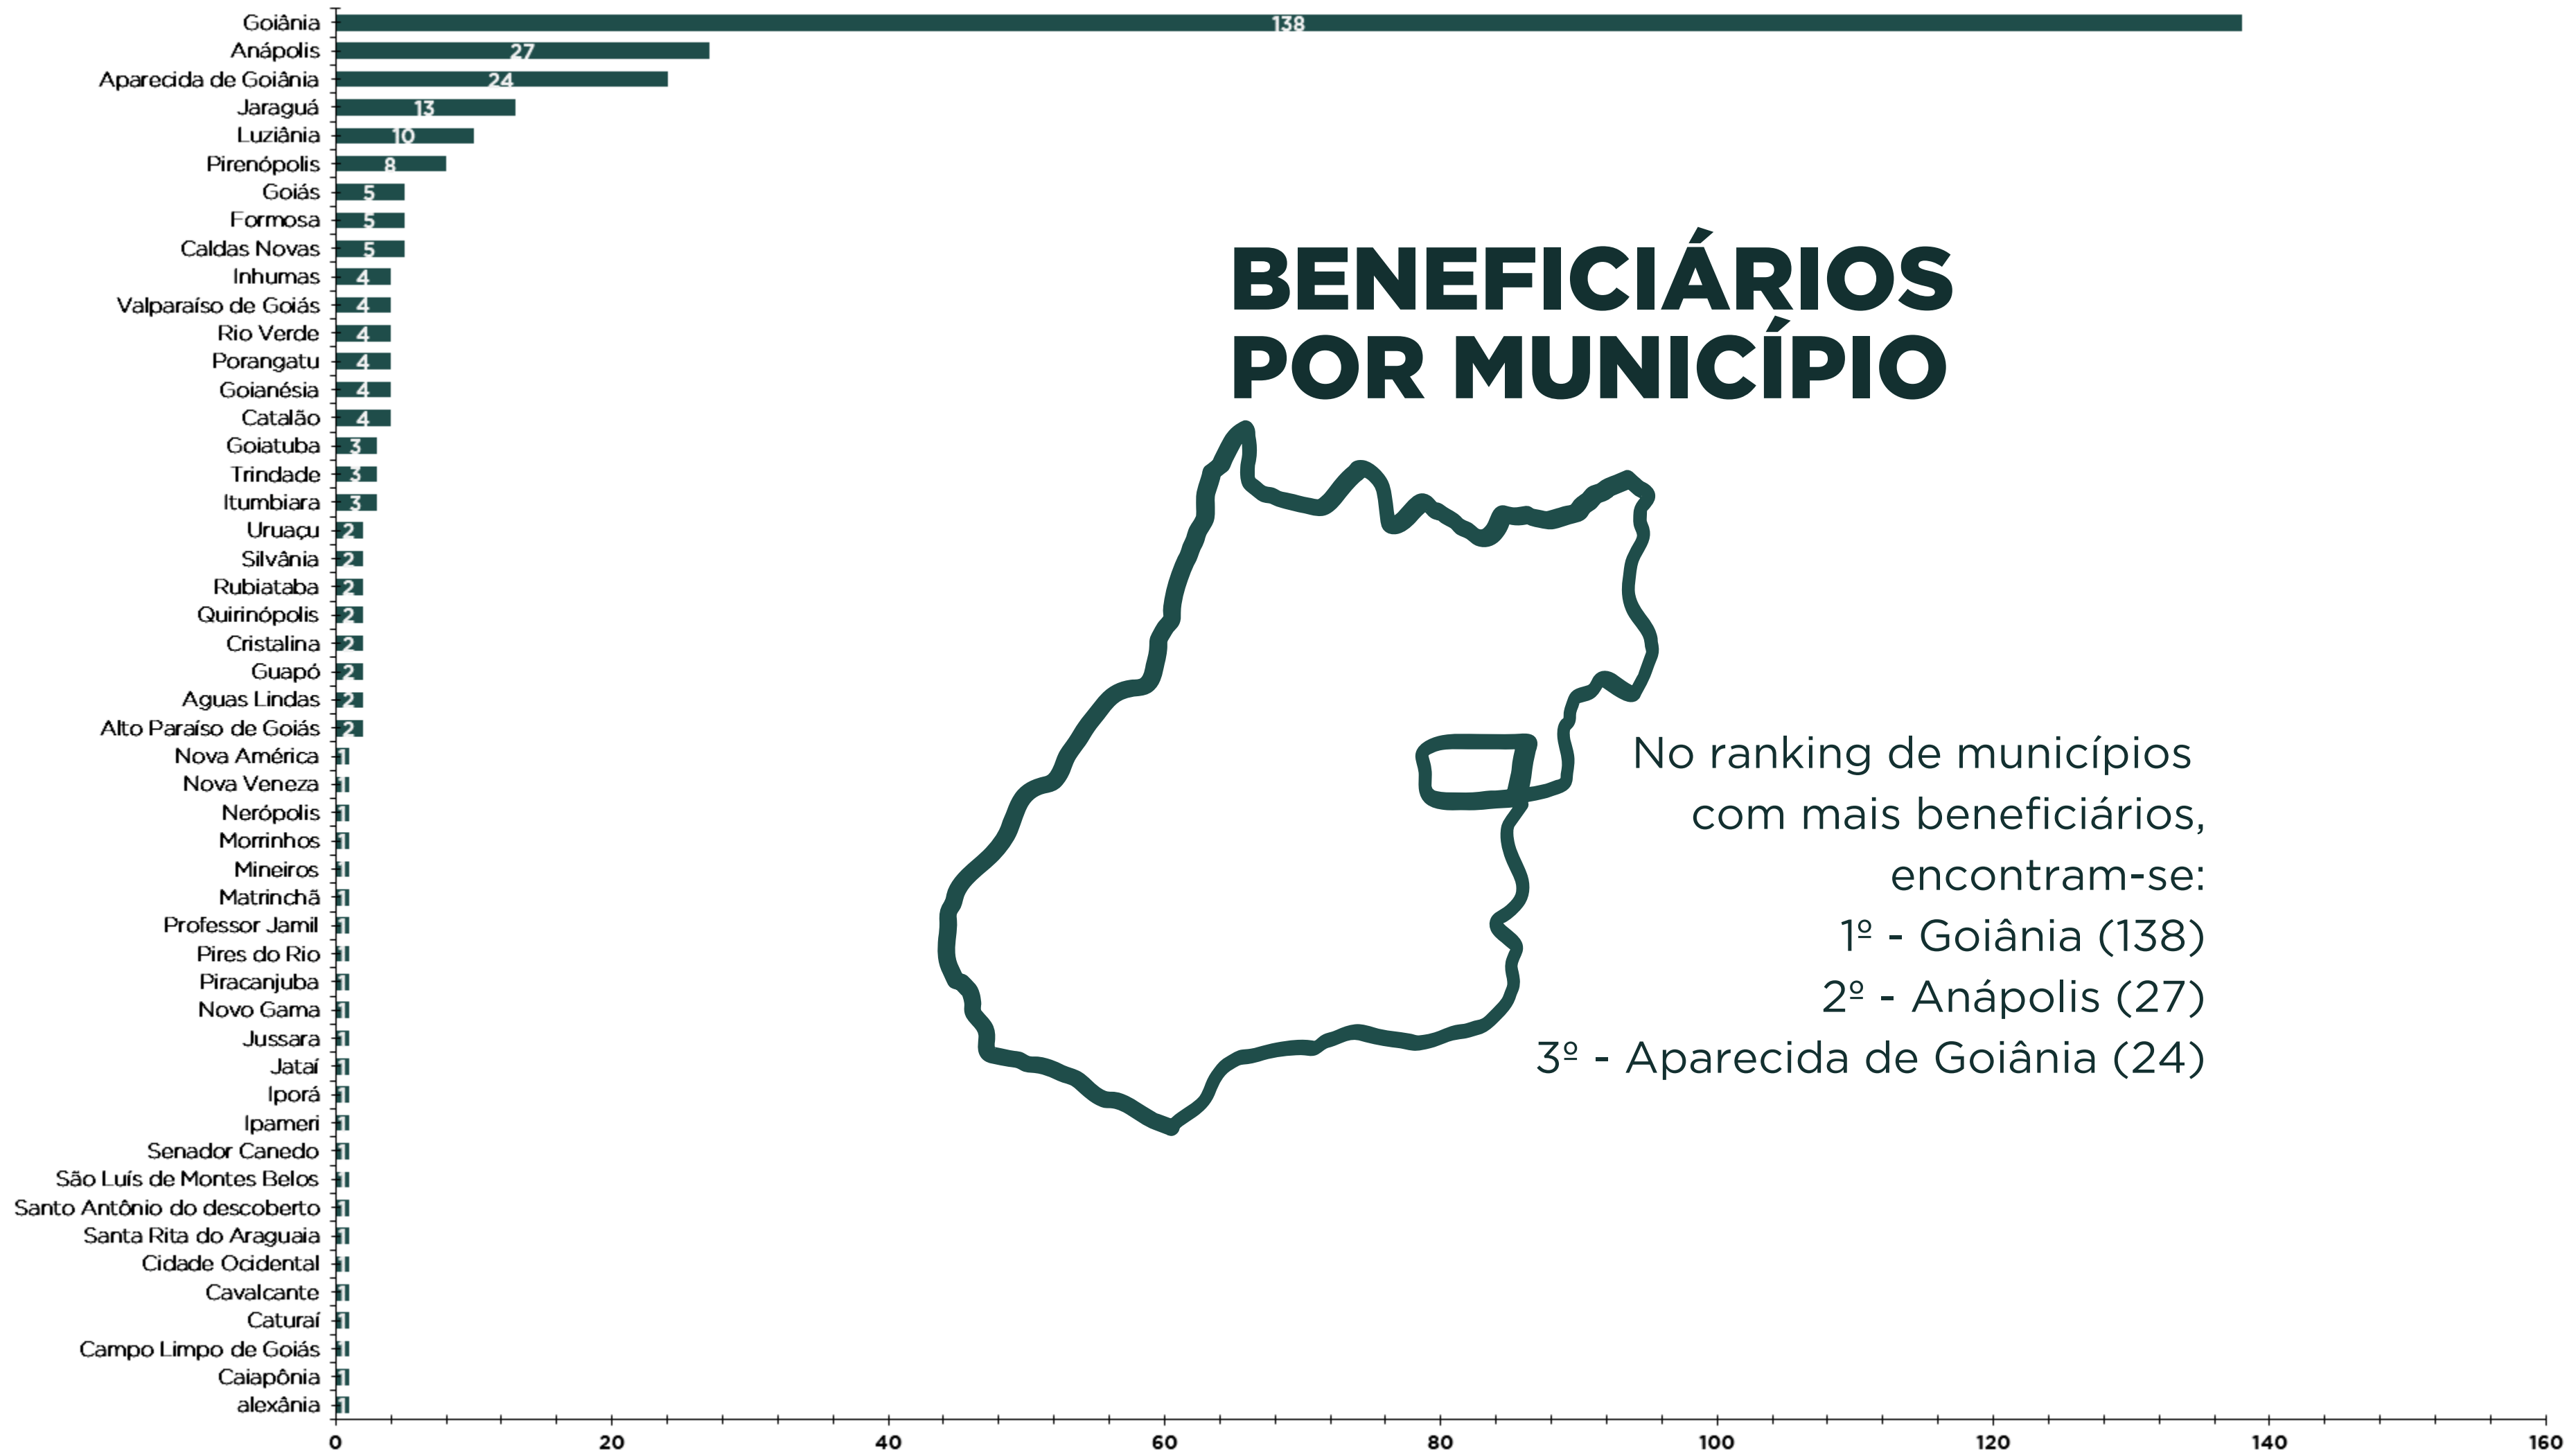 Goiânia 138
Anápolis 27
Aparecida de Goiânia 24
Jaraguá 13
Luziânia 10
Pirenópolis 8
Goiás 5
Formosa 5
Caldas Novas 5
Inhumas 4
Valparaíso de Goiás 4
Rio Verde 4
Porangatu 4
Goianésia 4
Catalão 4
Goiatuba 3
Trindade 3
Itumbiara 3
Uruaçu 2
Silvânia 2
Rubiataba 2
Quirinópolis 2
Cristalina 2
Guapó 2
Aguas Lindas 2
Alto Paraíso de Goiás 2
Nova América 1
Nova Veneza 1
Nerópolis 1
Morrinhos 1
Mineiros 1
Matrinchã 1
Professor Jamil 1
Pires do Rio 1
Piracanjuba 1
Novo Gama 1
Jussara 1
Jataí 1
Iporá 1
Ipameri 1
Senador Canedo 1
São Luís de Montes Belos 1
Santo Antônio do descoberto 1
Santa Rita do Araguaia 1
Cidade Ocidental 1
Cavalcante 1
Caturaí 1
Campo Limpo de Goiás 1
Caiapônia 1
alexânia 1
0 20 40 60 80 100 120 140 160
BENEFICIÁRIOS
POR MUNICÍPIO
No ranking de municípios
com mais beneficiários,
encontram-se:
1º - Goiânia (138)
2º - Anápolis (27)
3º - Aparecida de Goiânia (24)